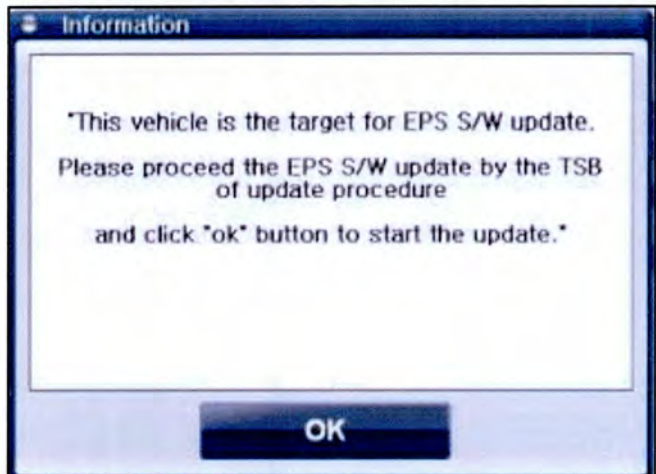 Information
"This vehicle is the target for EPS S/W update.
Please proceed the EPS S/W update by the TSB
of update procedure
and click "ok" button to start the update."
OK